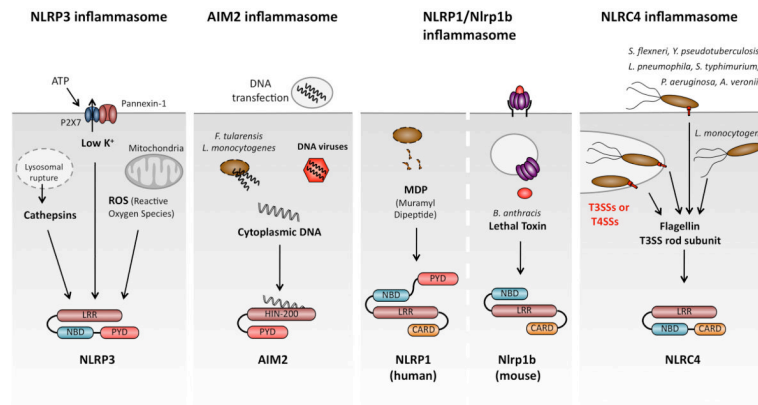 NLRP3 inflammasome
ATP
Pannexin-1
P2X7
Low K⁺
Lysosomal
rupture
Mitochondria
Cathepsins
ROS (Reactive
Oxygen Species)
LRR
NBD
PYD
NLRP3
AIM2 inflammasome
DNA
transfection
F. tularensis
L. monocytogenes
DNA viruses
Cytoplasmic DNA
HIN-200
PYD
AIM2
NLRP1/Nlrp1b
inflammasome
MDP
(Muramyl
Dipeptide)
PYD
NBD
LRR
CARD
NLRP1
(human)
B. anthracis
Lethal Toxin
NBD
LRR
CARD
Nlrp1b
(mouse)
NLRC4 inflammasome
S. flexneri, Y. pseudotuberculosis
L. pneumophila, S. typhimurium,
P. aeruginosa, A. veronii
L. monocytogenes
T3SSs or
T4SSs
Flagellin
T3SS rod subunit
LRR
NBD
CARD
NLRC4